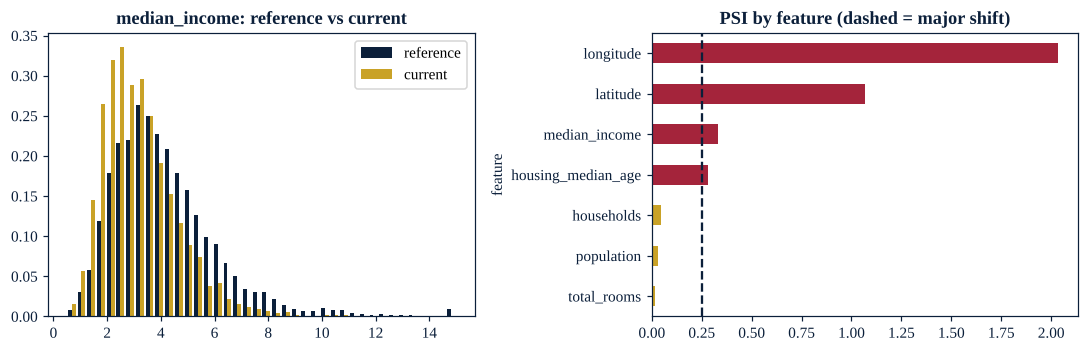 median_income: reference vs current
reference
current
0.35
0.30
0.25
0.20
0.15
0.10
0.05
0.00
0 2 4 6 8 10 12 14
PSI by feature (dashed = major shift)
feature
longitude
latitude
median_income
housing_median_age
households
population
total_rooms
0.00 0.25 0.50 0.75 1.00 1.25 1.50 1.75 2.00